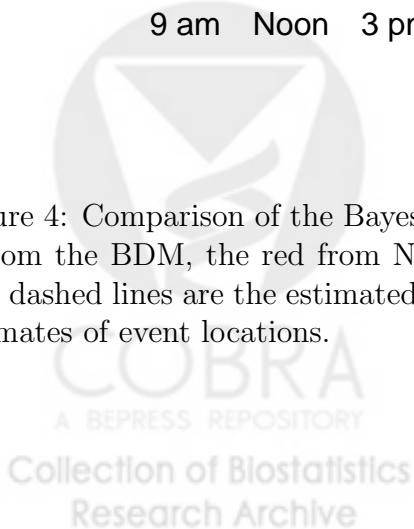 9 am Noon 3 pm
ure 4: Comparison of the Bayes
om the BDM, the red from N
dashed lines are the estimated
mates of event locations.
COBRA
A BEPRESS REPOSITORY
Collection of Biostatistics
Research Archive